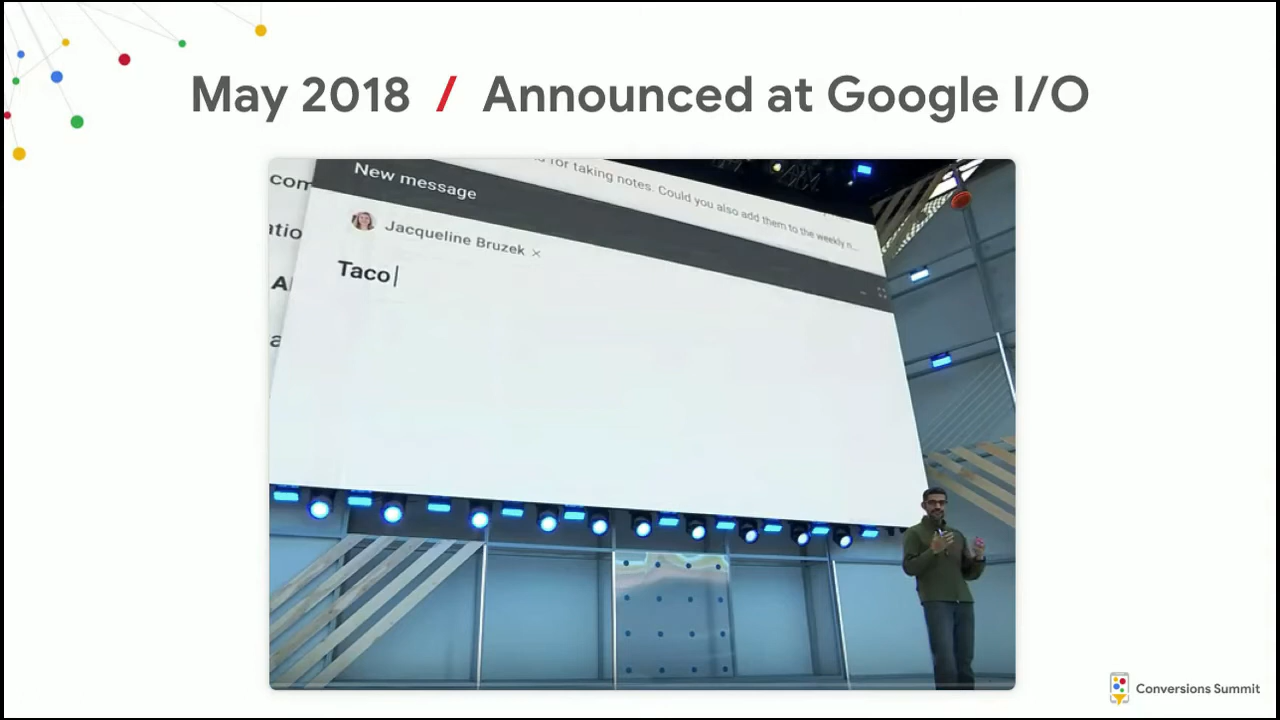 May 2018 / Announced at Google I/O
for taking notes. Could you also add them to the weekly n...
com
New message
Jacqueline Bruzek ×
Taco
Conversions Summit